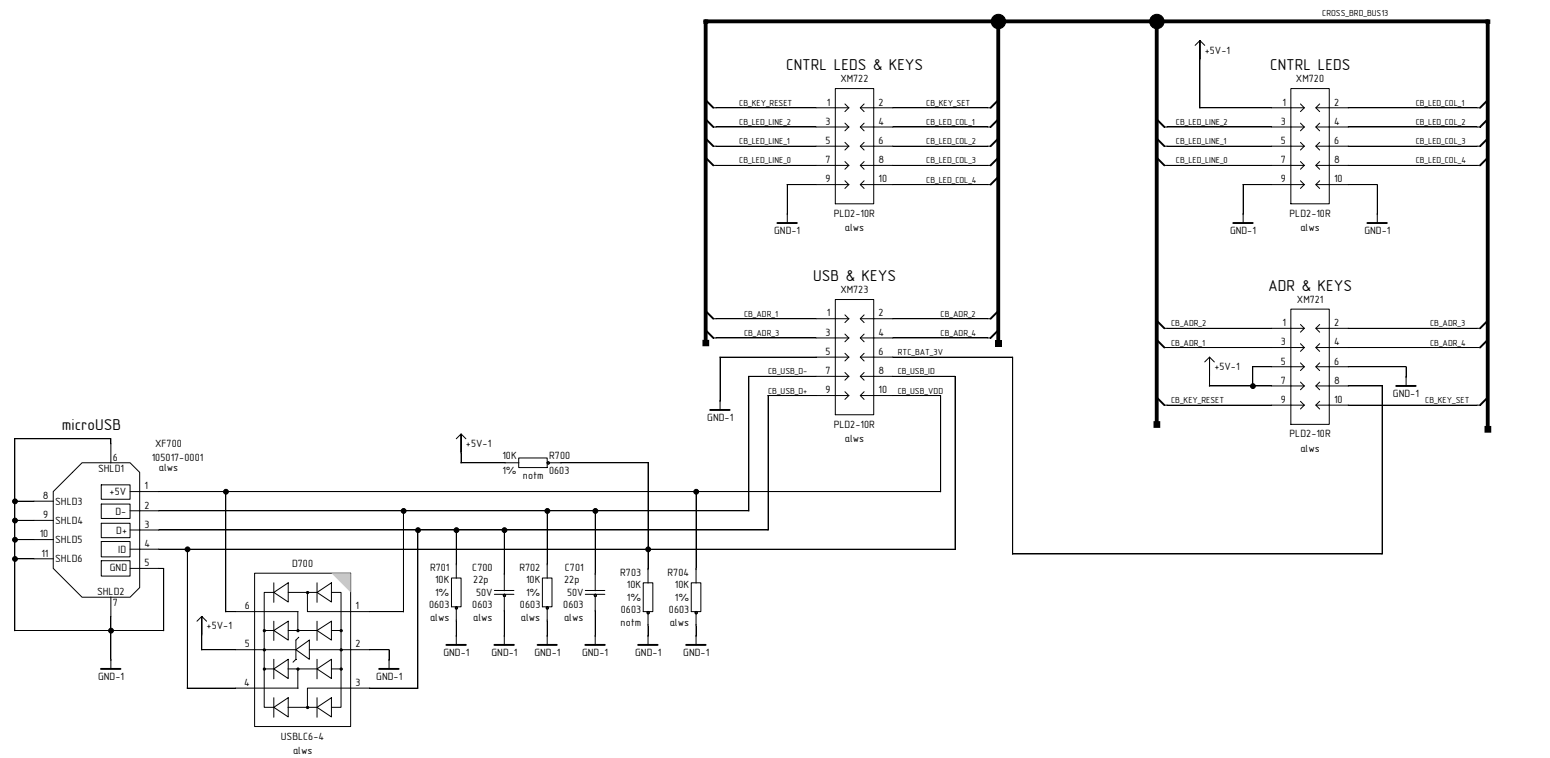 CROSS_BRD_BUS13
CNTRL LEDS & KEYS
XM722
CB_KEY_RESET 1 2 CB_KEY_SET
CB_LED_LINE_2 3 4 CB_LED_COL_1
CB_LED_LINE_1 5 6 CB_LED_COL_2
CB_LED_LINE_0 7 8 CB_LED_COL_3
9 10 CB_LED_COL_4
GND-1
PLD2-10R
alws
+5V-1
CNTRL LEDS
XM720
1 2 CB_LED_COL_1
CB_LED_LINE_2 3 4 CB_LED_COL_2
CB_LED_LINE_1 5 6 CB_LED_COL_3
CB_LED_LINE_0 7 8 CB_LED_COL_4
9 10
GND-1
GND-1
PLD2-10R
alws
USB & KEYS
XM723
CB_ADR_1 1 2 CB_ADR_2
CB_ADR_3 3 4 CB_ADR_4
5 6 RTC_BAT_3V
CB_USB_D- 7 8 CB_USB_ID
CB_USB_D+ 9 10 CB_USB_VDD
GND-1
PLD2-10R
alws
ADR & KEYS
XM721
CB_ADR_2 1 2 CB_ADR_3
CB_ADR_1 3 4 CB_ADR_4
+5V-1 5 6
7 8 GND-1
CB_KEY_RESET 9 10 CB_KEY_SET
PLD2-10R
alws
microUSB
XF700
105017-0001
alws
6
SHLD1
+5V 1
8 SHLD3
D- 2
9 SHLD4
D+ 3
10 SHLD5
ID 4
11 SHLD6
GND 5
SHLD2
7
GND-1
+5V-1
10K R700
1% notm 0603
D700
6 1
+5V-1
5 2
GND-1
4 3
USBLC6-4
alws
R701
10K
1%
0603
alws
GND-1
C700
22p
50V
0603
alws
GND-1
R702
10K
1%
0603
alws
GND-1
C701
22p
50V
0603
alws
GND-1
R703
10K
1%
0603
notm
GND-1
R704
10K
1%
0603
alws
GND-1